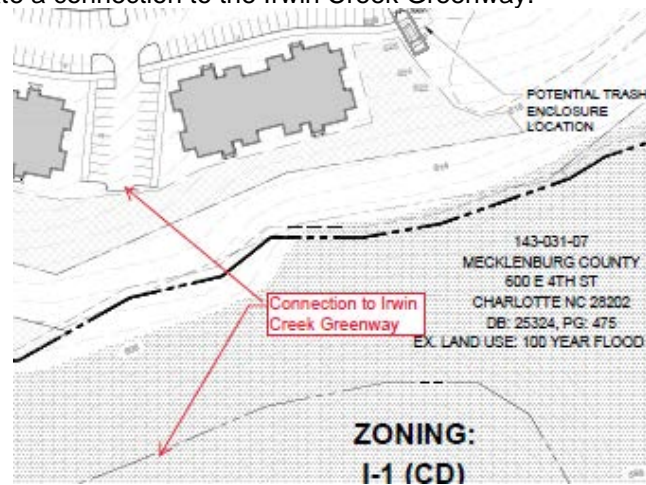 to a connection to the Irwin Creek Greenway.
POTENTIAL TRASH
ENCLOSURE
LOCATION
143-031-07
MECKLENBURG COUNTY
600 E 4TH ST
CHARLOTTE NC 28202
DB: 25324, PG: 475
EX. LAND USE: 100 YEAR FLOOD
Connection to Irwin
Creek Greenway
ZONING:
I-1 (CD)